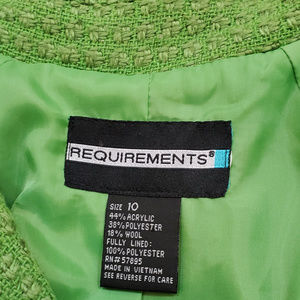 REQUIREMENTS®
SIZE 10
44% ACRYLIC
38% POLYESTER
18% WOOL
FULLY LINED:
100% POLYESTER
RN# 57695
MADE IN VIETNAM
SEE REVERSE FOR CARE